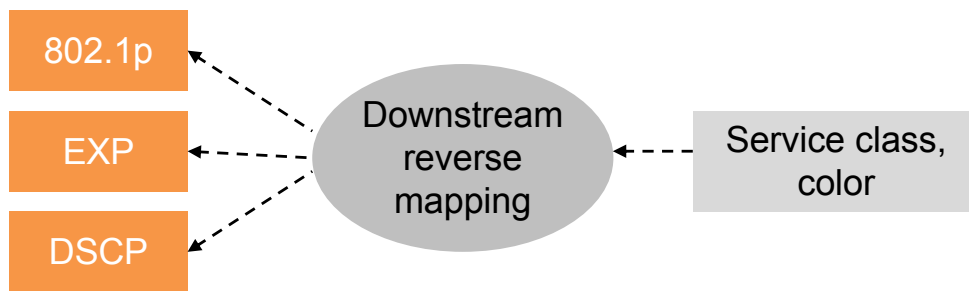 802.1p
EXP
DSCP
Downstream
reverse
mapping
Service class,
color